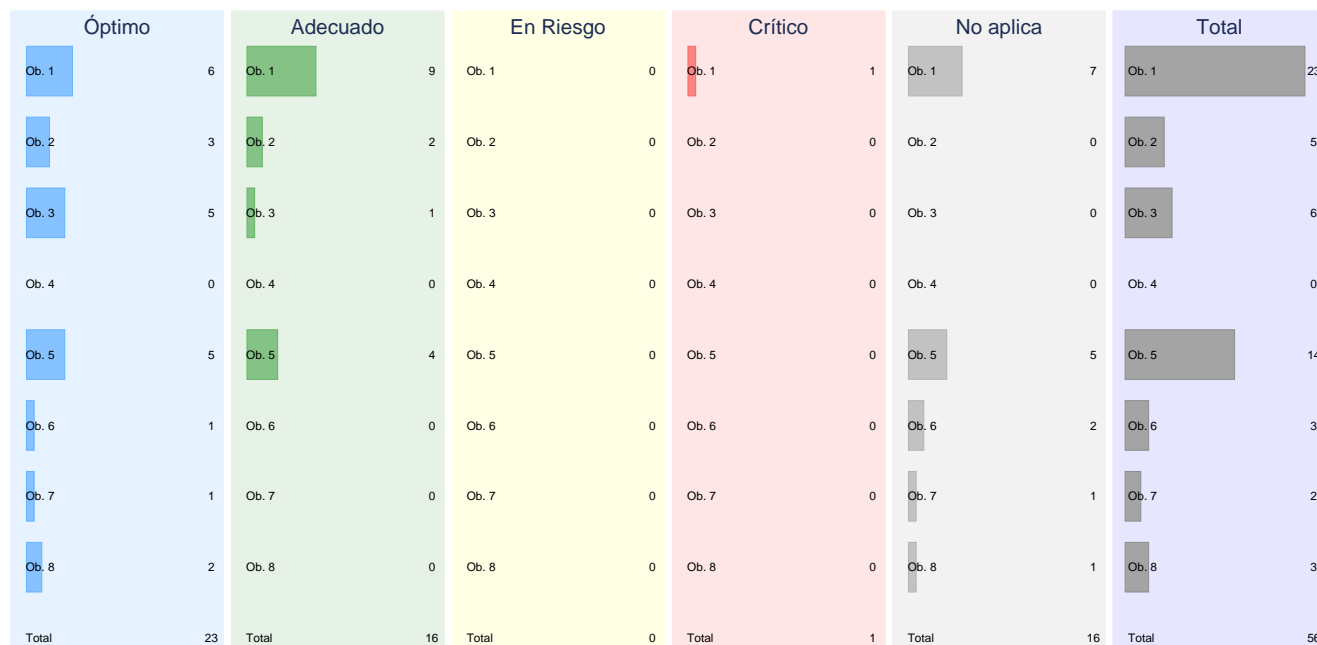 Óptimo Adecuado En Riesgo Crítico No aplica Total
Ob. 1 6 Ob. 1 9 Ob. 1 0 Ob. 1 1 Ob. 1 7 Ob. 1 23
Ob. 2 3 Ob. 2 2 Ob. 2 0 Ob. 2 0 Ob. 2 0 Ob. 2 5
Ob. 3 5 Ob. 3 1 Ob. 3 0 Ob. 3 0 Ob. 3 0 Ob. 3 6
Ob. 4 0 Ob. 4 0 Ob. 4 0 Ob. 4 0 Ob. 4 0 Ob. 4 0
Ob. 5 5 Ob. 5 4 Ob. 5 0 Ob. 5 0 Ob. 5 5 Ob. 5 14
Ob. 6 1 Ob. 6 0 Ob. 6 0 Ob. 6 0 Ob. 6 2 Ob. 6 3
Ob. 7 1 Ob. 7 0 Ob. 7 0 Ob. 7 0 Ob. 7 1 Ob. 7 2
Ob. 8 2 Ob. 8 0 Ob. 8 0 Ob. 8 0 Ob. 8 1 Ob. 8 3
Total 23 Total 16 Total 0 Total 1 Total 16 Total 56